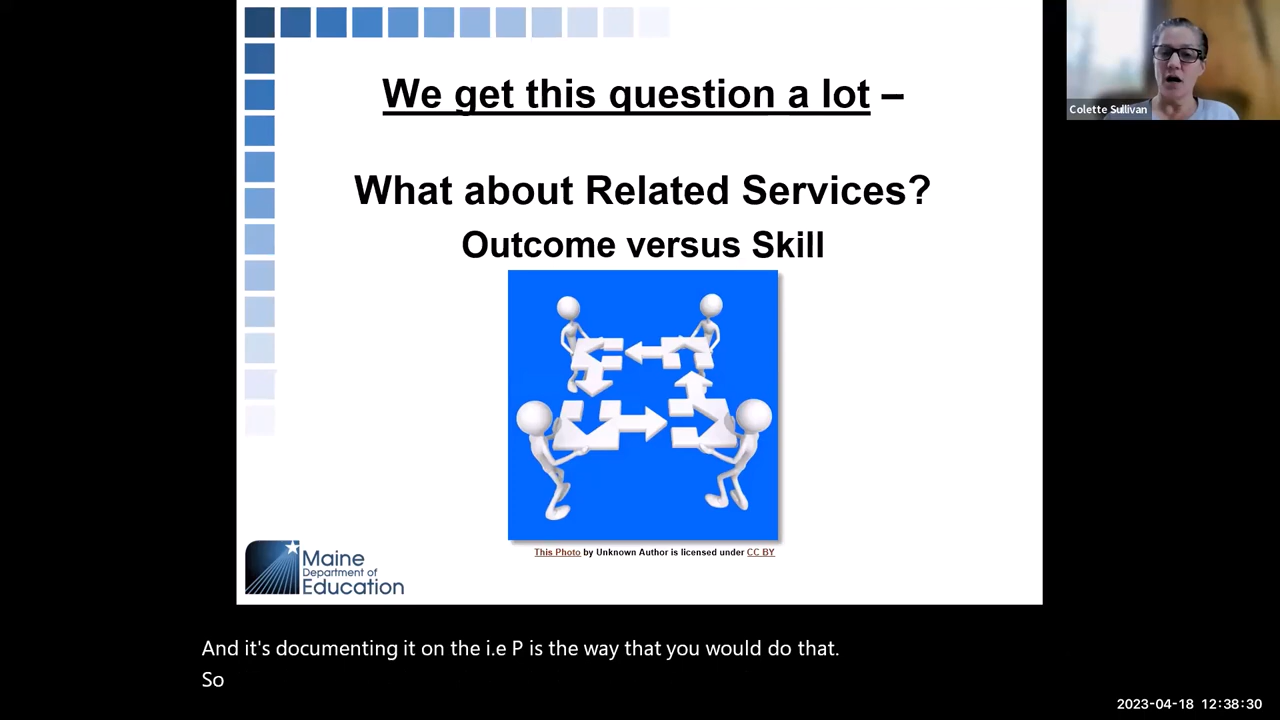 We get this question a lot –
What about Related Services?
Outcome versus Skill
This Photo by Unknown Author is licensed under CC BY
Maine
Department of
Education
Colette Sullivan
And it's documenting it on the i.e P is the way that you would do that.
So
2023-04-18 12:38:30